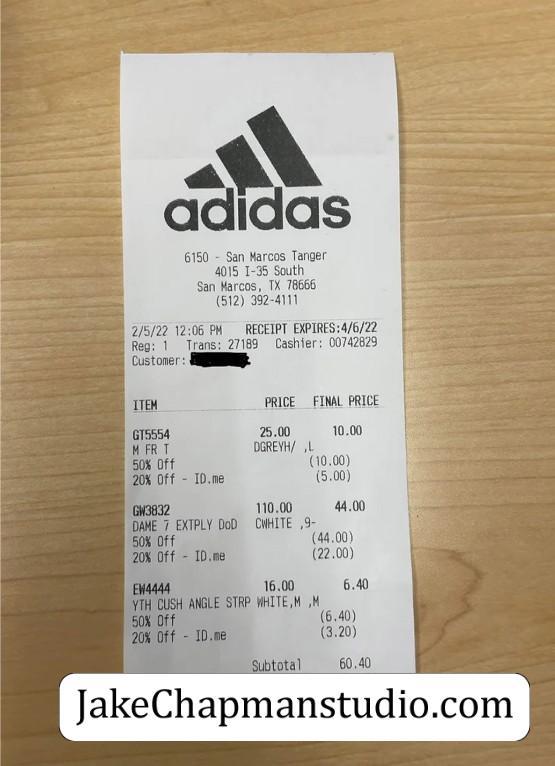 adidas
6150 - San Marcos Tanger
4015 I-35 South
San Marcos, TX 78666
(512) 392-4111
2/5/22 12:06 PM RECEIPT EXPIRES:4/6/22
Reg: 1 Trans: 27189 Cashier: 00742829
Customer:
ITEM PRICE FINAL PRICE
GT5554 25.00 10.00
M FR T DGREYH/ ,L
50% Off (10.00)
20% Off - ID.me (5.00)
GW3832 110.00 44.00
DAME 7 EXTPLY DoD CWHITE ,9-
50% Off (44.00)
20% Off - ID.me (22.00)
EW4444 16.00 6.40
YTH CUSH ANGLE STRP WHITE,M ,M
50% Off (6.40)
20% Off - ID.me (3.20)
Subtotal 60.40
JakeChapmanstudio.com